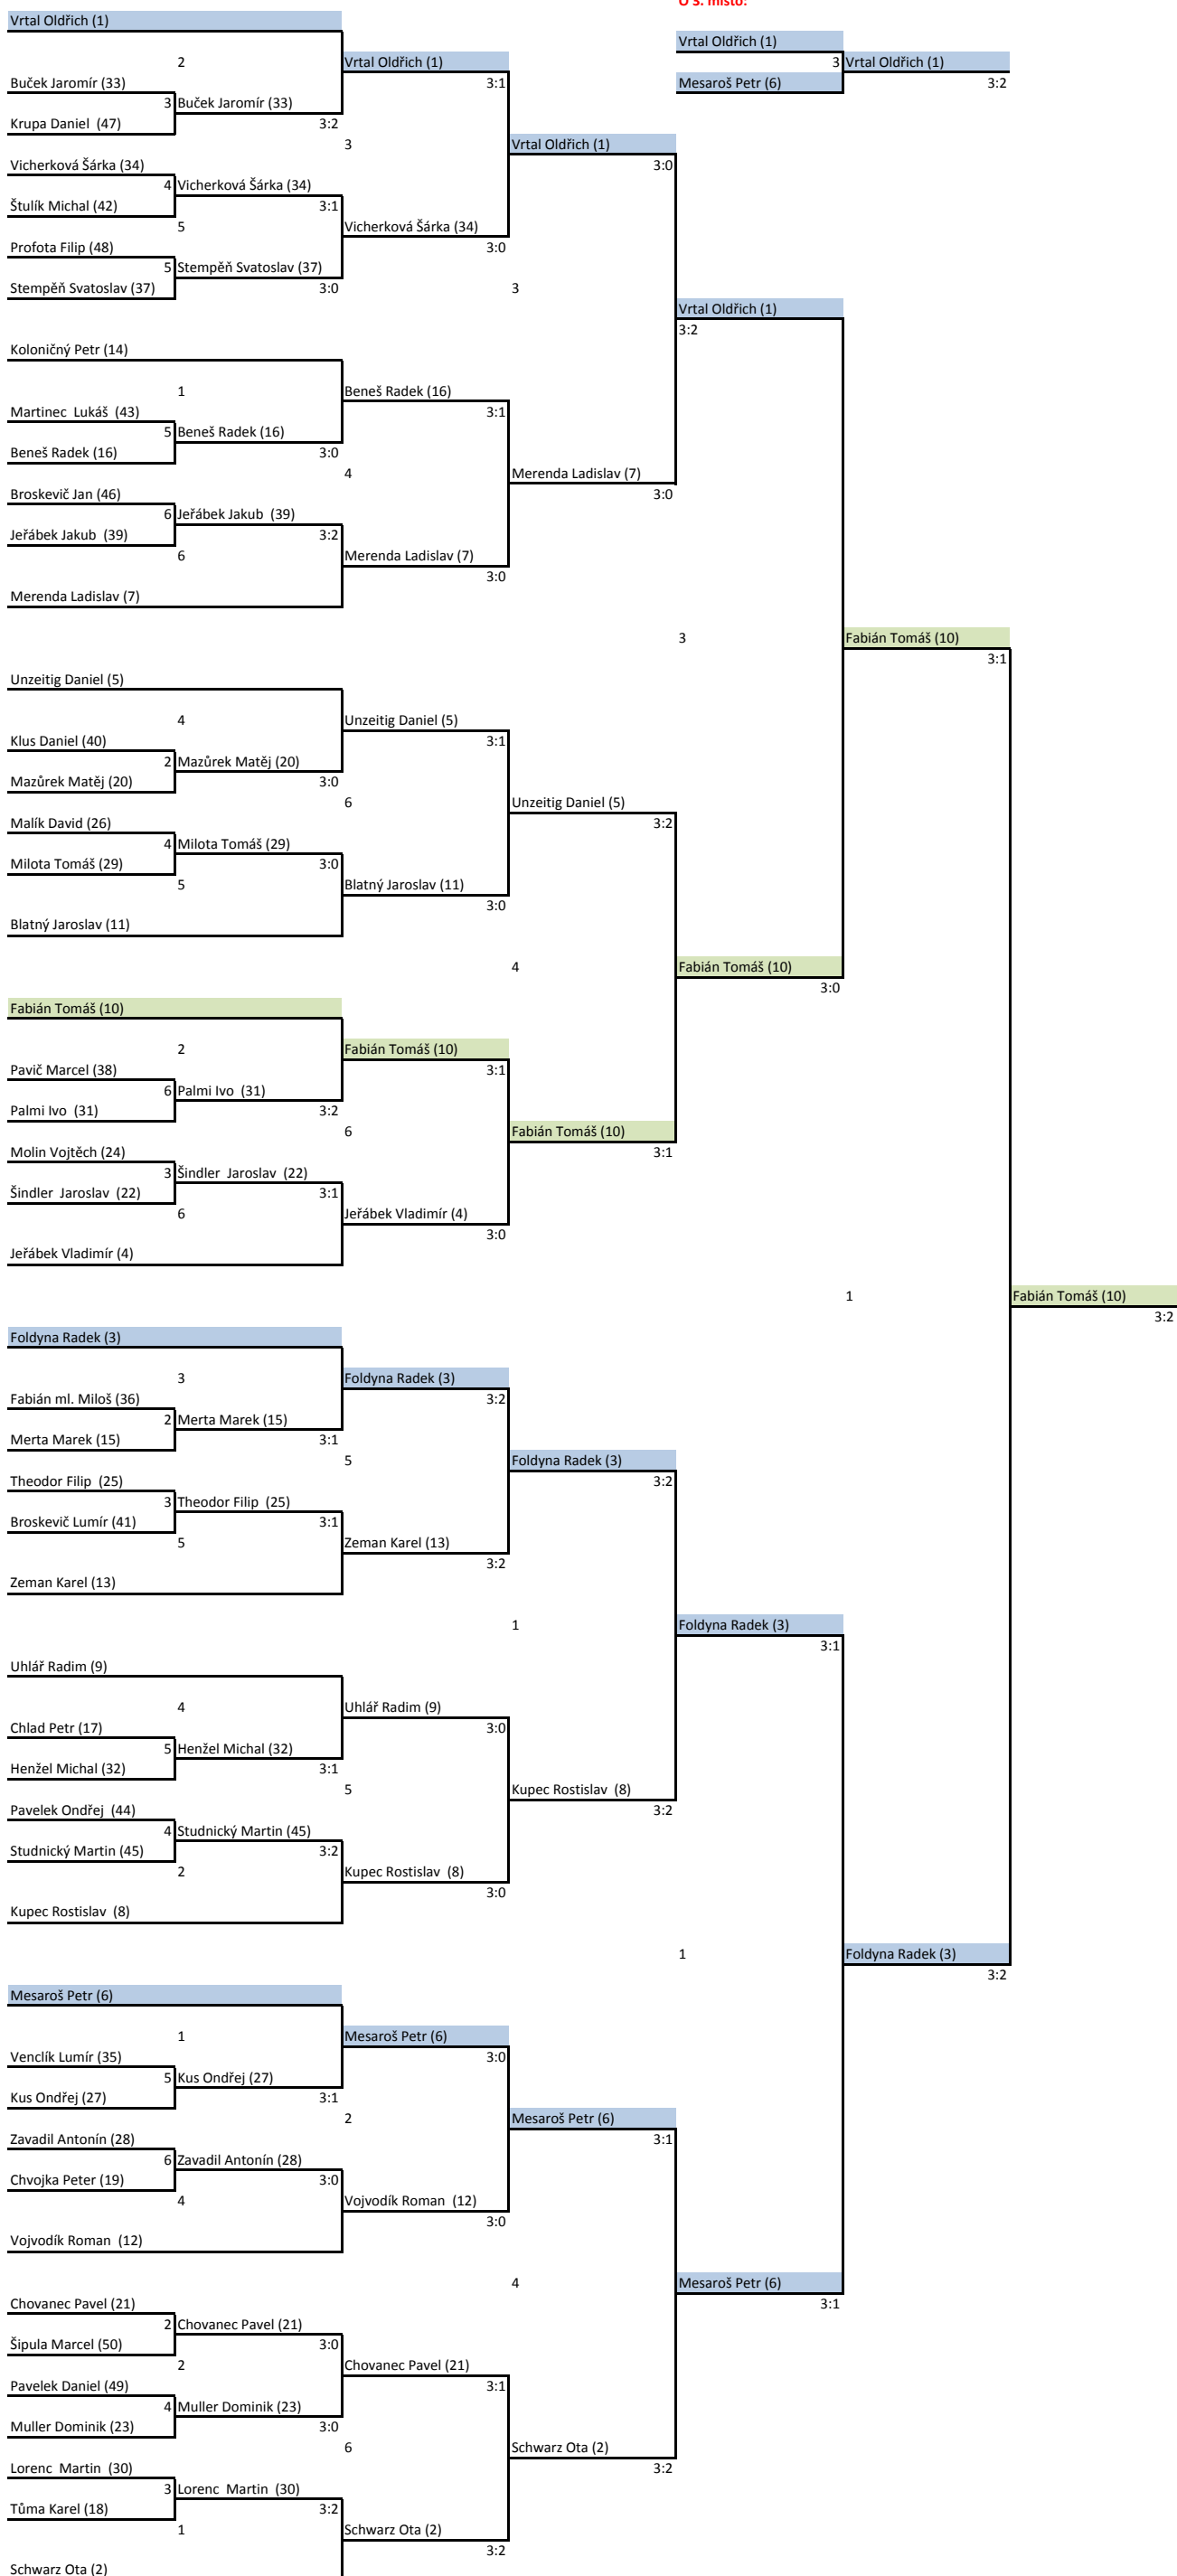 O 3. místo:
Vrtal Oldřich (1)
Vrtal Oldřich (1)
2 Vrtal Oldřich (1)
3 Vrtal Oldřich (1)
Buček Jaromír (33)
3:1
Mesaroš Petr (6)
3:2
3 Buček Jaromír (33)
Krupa Daniel (47)
3:2
3
Vrtal Oldřich (1)
Vicherková Šárka (34)
3:0
4 Vicherková Šárka (34)
Štulík Michal (42)
3:1
5
Vicherková Šárka (34)
Profota Filip (48)
3:0
5 Stempěň Svatoslav (37)
Stempěň Svatoslav (37)
3:0
3
Vrtal Oldřich (1)
3:2
Koloničný Petr (14)
1
Beneš Radek (16)
Martinec Lukáš (43)
3:1
5 Beneš Radek (16)
Beneš Radek (16)
3:0
4
Merenda Ladislav (7)
Broskevič Jan (46)
3:0
6 Jeřábek Jakub (39)
Jeřábek Jakub (39)
3:2
6
Merenda Ladislav (7)
3:0
Merenda Ladislav (7)
3
Fabián Tomáš (10)
3:1
Unzeitig Daniel (5)
4
Unzeitig Daniel (5)
Klus Daniel (40)
3:1
2 Mazůrek Matěj (20)
Mazůrek Matěj (20)
3:0
6
Unzeitig Daniel (5)
Malík David (26)
3:2
4 Milota Tomáš (29)
Milota Tomáš (29)
3:0
5
Blatný Jaroslav (11)
3:0
Blatný Jaroslav (11)
4
Fabián Tomáš (10)
3:0
Fabián Tomáš (10)
2
Fabián Tomáš (10)
Pavič Marcel (38)
3:1
6 Palmi Ivo (31)
Palmi Ivo (31)
3:2
6
Fabián Tomáš (10)
Molin Vojtěch (24)
3:1
3 Šindler Jaroslav (22)
Šindler Jaroslav (22)
3:1
6
Jeřábek Vladimír (4)
3:0
Jeřábek Vladimír (4)
1
Fabián Tomáš (10)
3:2
Foldyna Radek (3)
3
Foldyna Radek (3)
Fabián ml. Miloš (36)
3:2
2 Merta Marek (15)
Merta Marek (15)
3:1
5
Foldyna Radek (3)
Theodor Filip (25)
3:2
3 Theodor Filip (25)
Broskevič Lumír (41)
3:1
5
Zeman Karel (13)
3:2
Zeman Karel (13)
1
Foldyna Radek (3)
3:1
Uhlář Radim (9)
4
Uhlář Radim (9)
Chlad Petr (17)
3:0
5 Henžel Michal (32)
Henžel Michal (32)
3:1
5
Kupec Rostislav (8)
Pavelek Ondřej (44)
3:2
4 Studnický Martin (45)
Studnický Martin (45)
3:2
2
Kupec Rostislav (8)
3:0
Kupec Rostislav (8)
1
Foldyna Radek (3)
3:2
Mesaroš Petr (6)
1
Mesaroš Petr (6)
Venclík Lumír (35)
3:0
5 Kus Ondřej (27)
Kus Ondřej (27)
3:1
2
Mesaroš Petr (6)
Zavadil Antonín (28)
3:1
6 Zavadil Antonín (28)
Chvojka Peter (19)
3:0
4
Vojvodík Roman (12)
3:0
Vojvodík Roman (12)
4
Mesaroš Petr (6)
3:1
Chovanec Pavel (21)
2 Chovanec Pavel (21)
Šipula Marcel (50)
3:0
2
Chovanec Pavel (21)
Pavelek Daniel (49)
3:1
4 Muller Dominik (23)
Muller Dominik (23)
3:0
6
Schwarz Ota (2)
Lorenc Martin (30)
3:2
3 Lorenc Martin (30)
Tůma Karel (18)
3:2
1
Schwarz Ota (2)
3:2
Schwarz Ota (2)